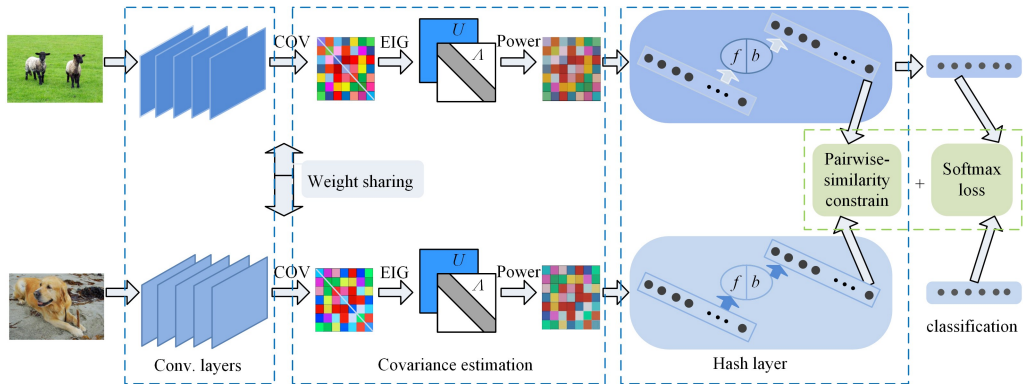 COV
EIG
U
Λ
Power
f b
Pairwise-
similarity
constrain
+
Softmax
loss
Weight sharing
COV
EIG
U
Λ
Power
f b
classification
Conv. layers
Covariance estimation
Hash layer